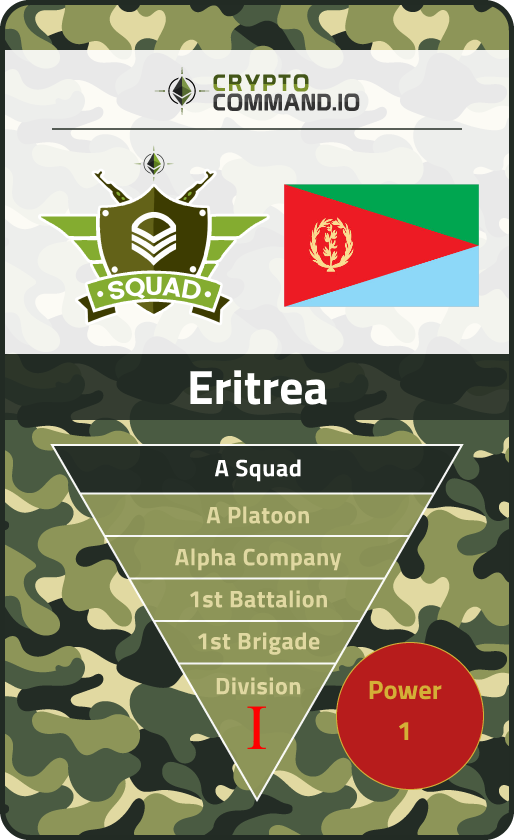 CRYPTO
COMMAND.IO
SQUAD
Eritrea
A Squad
A Platoon
Alpha Company
1st Battalion
1st Brigade
Division
I
Power
1